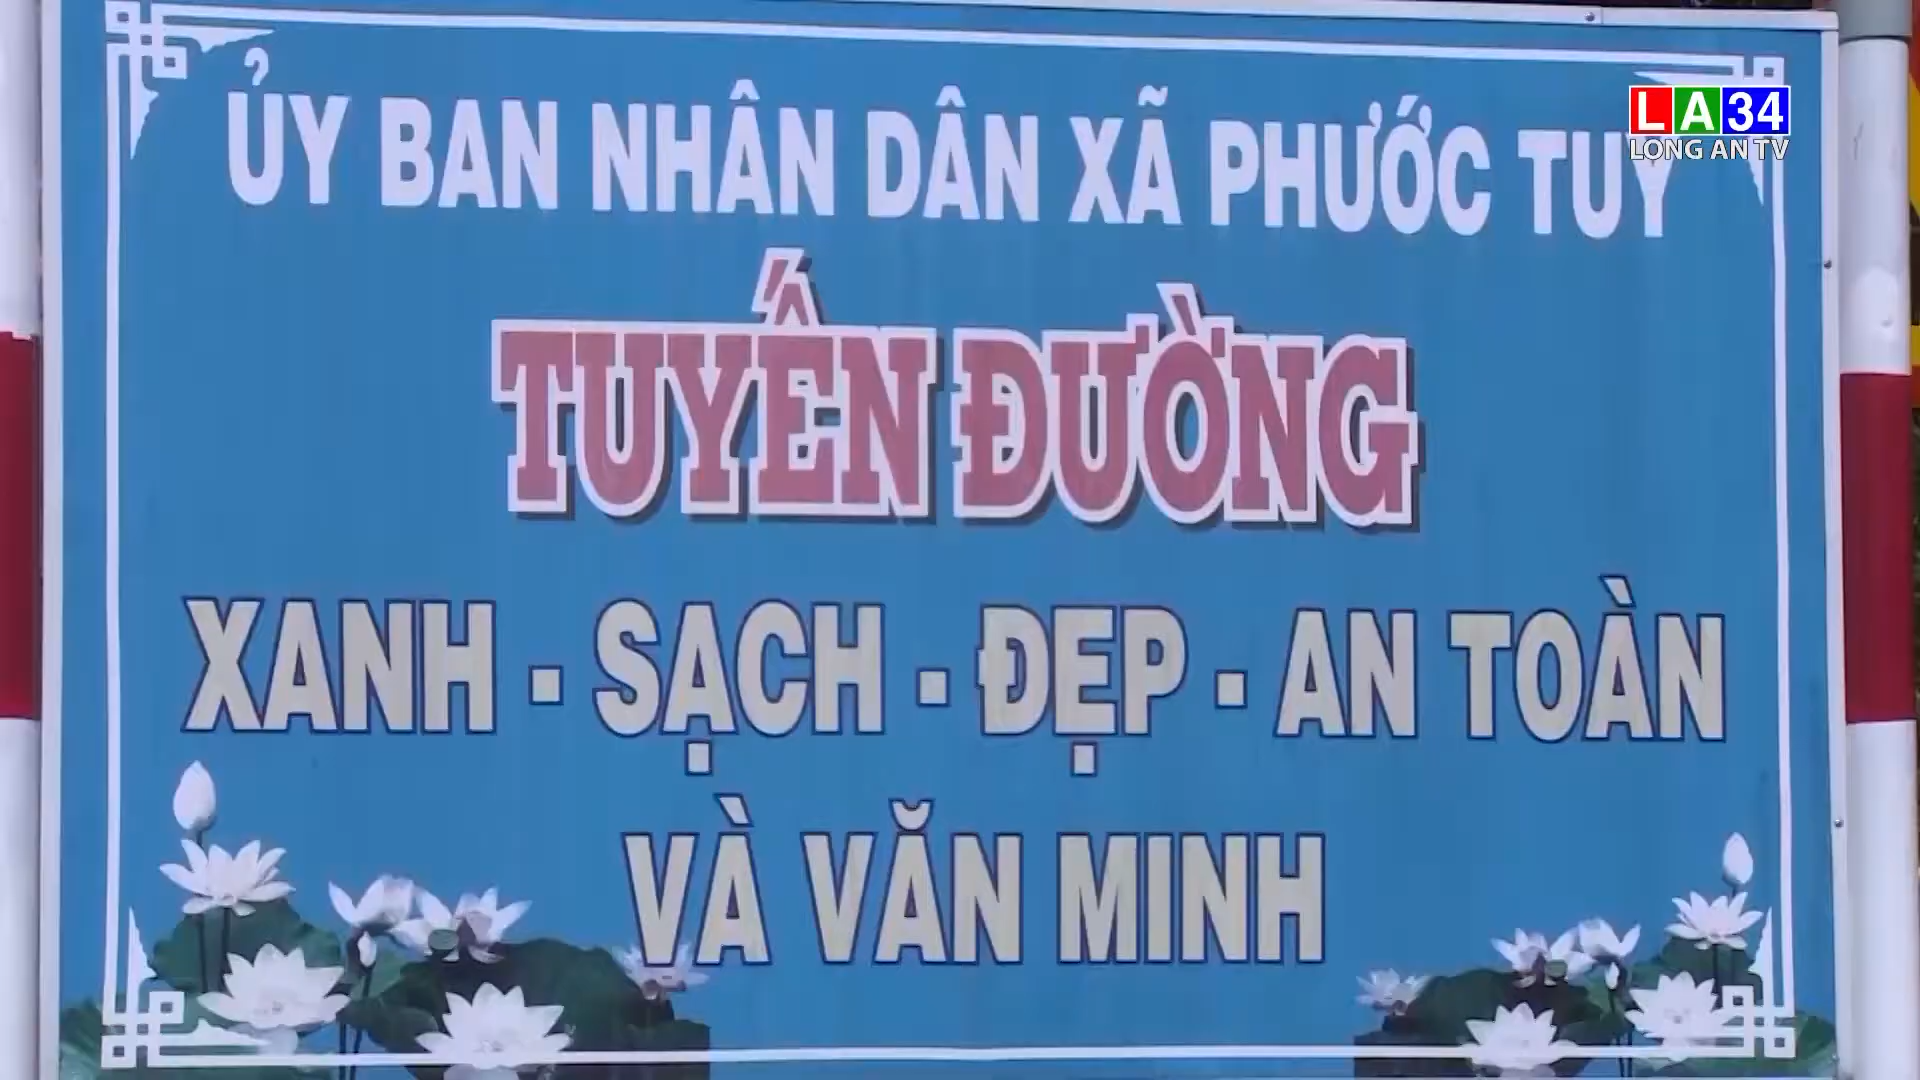 LA34
LONG AN TV
ỦY BAN NHÂN DÂN XÃ PHƯỚC TUY
TUYẾN ĐƯỜNG
XANH - SẠCH - ĐẸP - AN TOÀN
VÀ VĂN MINH